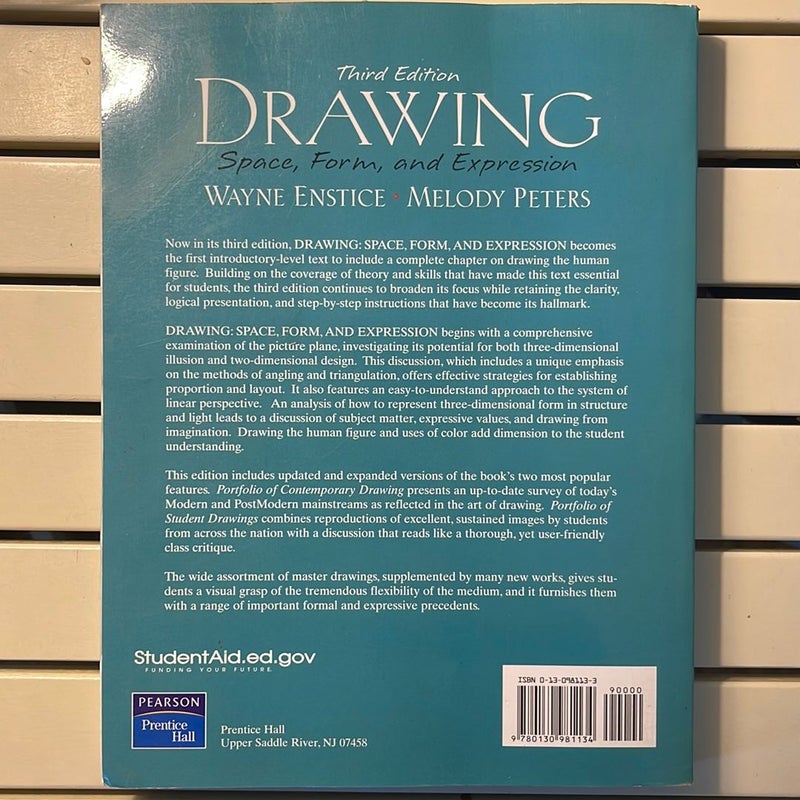 Third Edition
DRAWING
Space, Form, and Expression
WAYNE ENSTICE • MELODY PETERS
Now in its third edition, DRAWING: SPACE, FORM, AND EXPRESSION becomes
the first introductory-level text to include a complete chapter on drawing the human
figure. Building on the coverage of theory and skills that have made this text essential
for students, the third edition continues to broaden its focus while retaining the clarity,
logical presentation, and step-by-step instructions that have become its hallmark.
DRAWING: SPACE, FORM, AND EXPRESSION begins with a comprehensive
examination of the picture plane, investigating its potential for both three-dimensional
illusion and two-dimensional design. This discussion, which includes a unique emphasis
on the methods of angling and triangulation, offers effective strategies for establishing
proportion and layout. It also features an easy-to-understand approach to the system of
linear perspective. An analysis of how to represent three-dimensional form in structure
and light leads to a discussion of subject matter, expressive values, and drawing from
imagination. Drawing the human figure and uses of color add dimension to the student
understanding.
This edition includes updated and expanded versions of the book's two most popular
features. Portfolio of Contemporary Drawing presents an up-to-date survey of today's
Modern and PostModern mainstreams as reflected in the art of drawing. Portfolio of
Student Drawings combines reproductions of excellent, sustained images by students
from across the nation with a discussion that reads like a thorough, yet user-friendly
class critique.
The wide assortment of master drawings, supplemented by many new works, gives stu-
dents a visual grasp of the tremendous flexibility of the medium, and it furnishes them
with a range of important formal and expressive precedents.
StudentAid.ed.gov
FUNDING YOUR FUTURE.
PEARSON
Prentice
Hall
Prentice Hall
Upper Saddle River, NJ 07458
ISBN 0-13-098113-3
90000
9 780130 981134